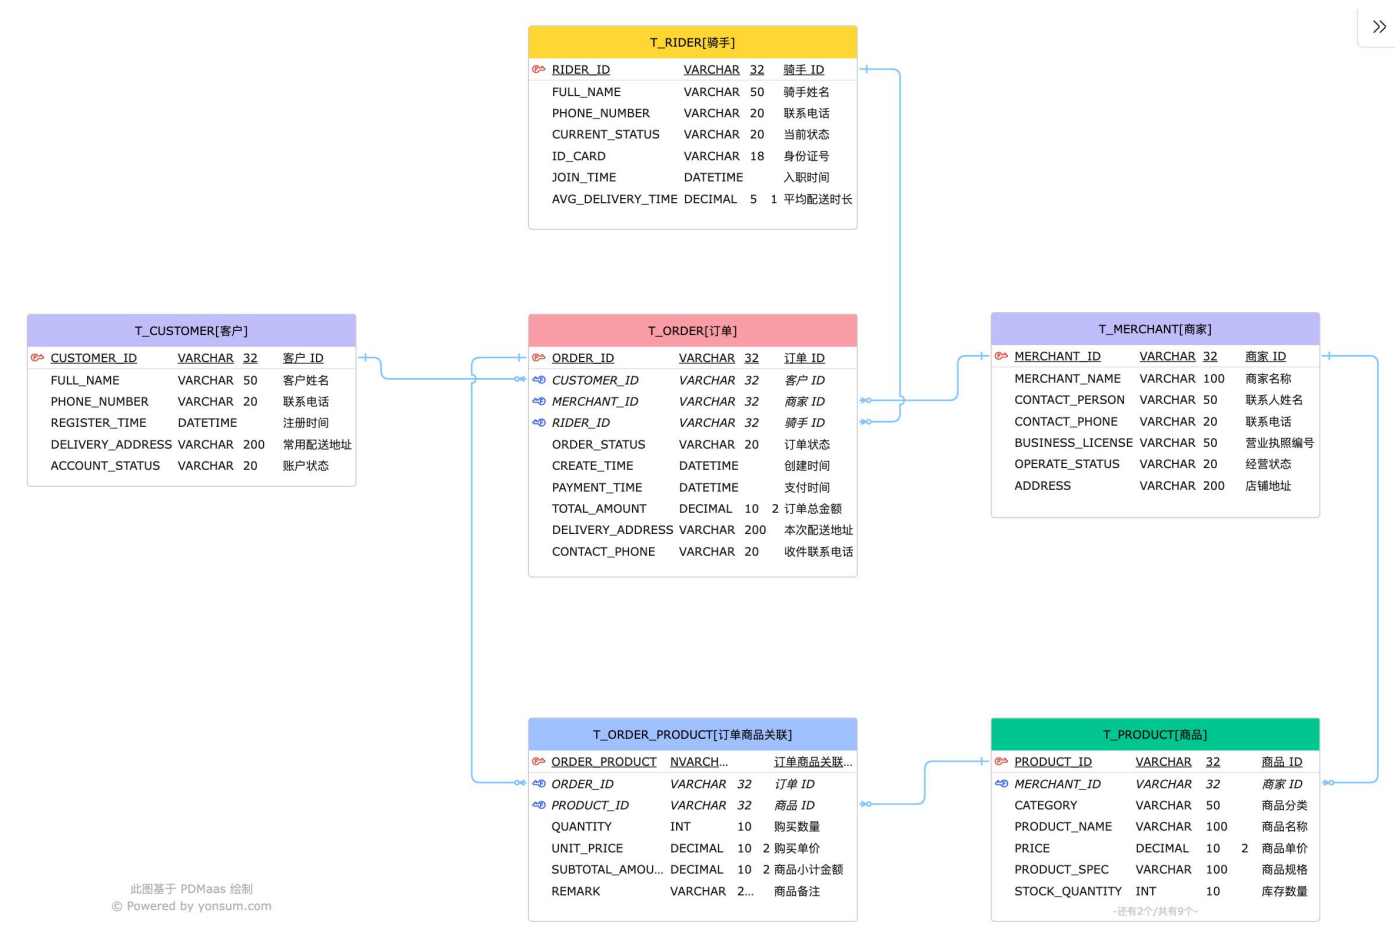 T_RIDER[骑手]
RIDER_ID VARCHAR 32 骑手 ID
FULL_NAME VARCHAR 50 骑手姓名
PHONE_NUMBER VARCHAR 20 联系电话
CURRENT_STATUS VARCHAR 20 当前状态
ID_CARD VARCHAR 18 身份证号
JOIN_TIME DATETIME 入职时间
AVG_DELIVERY_TIME DECIMAL 5 1 平均配送时长
T_CUSTOMER[客户]
CUSTOMER_ID VARCHAR 32 客户 ID
FULL_NAME VARCHAR 50 客户姓名
PHONE_NUMBER VARCHAR 20 联系电话
REGISTER_TIME DATETIME 注册时间
DELIVERY_ADDRESS VARCHAR 200 常用配送地址
ACCOUNT_STATUS VARCHAR 20 账户状态
T_ORDER[订单]
ORDER_ID VARCHAR 32 订单 ID
CUSTOMER_ID VARCHAR 32 客户 ID
MERCHANT_ID VARCHAR 32 商家 ID
RIDER_ID VARCHAR 32 骑手 ID
ORDER_STATUS VARCHAR 20 订单状态
CREATE_TIME DATETIME 创建时间
PAYMENT_TIME DATETIME 支付时间
TOTAL_AMOUNT DECIMAL 10 2 订单总金额
DELIVERY_ADDRESS VARCHAR 200 本次配送地址
CONTACT_PHONE VARCHAR 20 收件联系电话
T_MERCHANT[商家]
MERCHANT_ID VARCHAR 32 商家 ID
MERCHANT_NAME VARCHAR 100 商家名称
CONTACT_PERSON VARCHAR 50 联系人姓名
CONTACT_PHONE VARCHAR 20 联系电话
BUSINESS_LICENSE VARCHAR 50 营业执照编号
OPERATE_STATUS VARCHAR 20 经营状态
ADDRESS VARCHAR 200 店铺地址
T_ORDER_PRODUCT[订单商品关联]
ORDER_PRODUCT NVARCH... 订单商品关联...
ORDER_ID VARCHAR 32 订单 ID
PRODUCT_ID VARCHAR 32 商品 ID
QUANTITY INT 10 购买数量
UNIT_PRICE DECIMAL 10 2 购买单价
SUBTOTAL_AMOU... DECIMAL 10 2 商品小计金额
REMARK VARCHAR 2... 商品备注
T_PRODUCT[商品]
PRODUCT_ID VARCHAR 32 商品 ID
MERCHANT_ID VARCHAR 32 商家 ID
CATEGORY VARCHAR 50 商品分类
PRODUCT_NAME VARCHAR 100 商品名称
PRICE DECIMAL 10 2 商品单价
PRODUCT_SPEC VARCHAR 100 商品规格
STOCK_QUANTITY INT 10 库存数量
-还有2个/共有9个-
此图基于 PDMaas 绘制
© Powered by yonsum.com